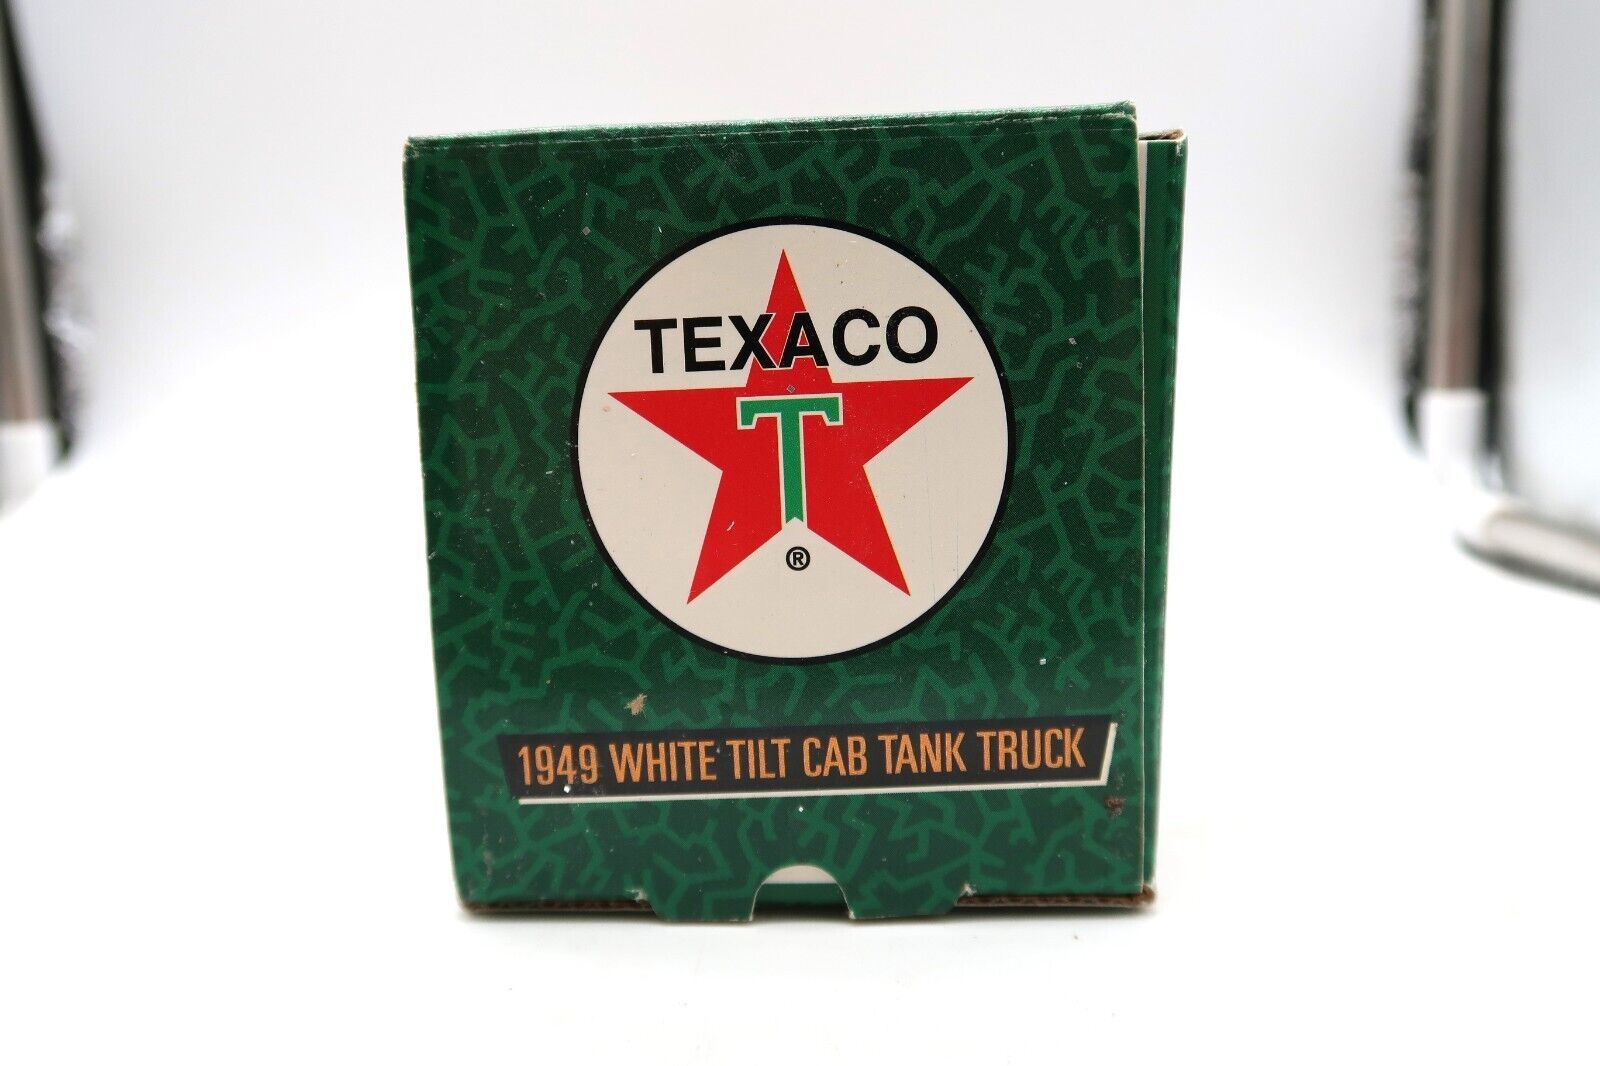 TEXACO
T
®
1949 WHITE TILT CAB TANK TRUCK